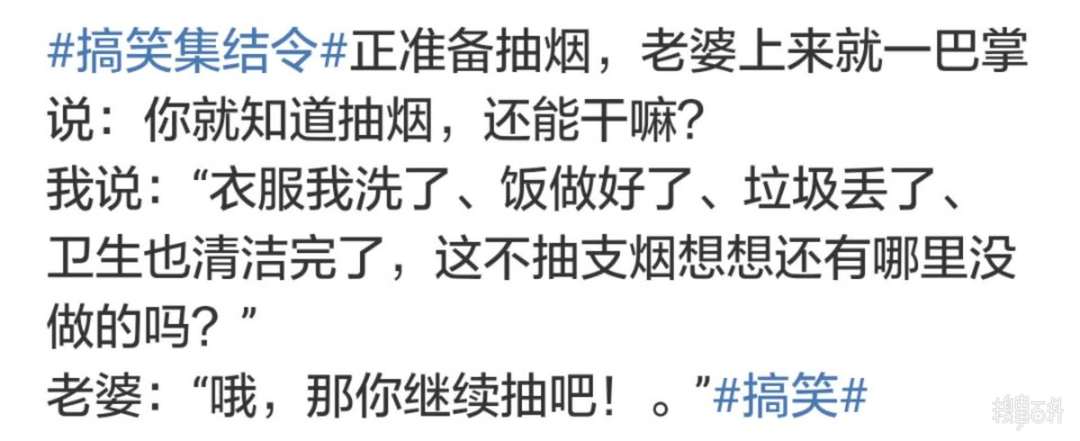 #搞笑集结令#正准备抽烟，老婆上来就一巴掌
说：你就知道抽烟，还能干嘛？
我说：“衣服我洗了、饭做好了、垃圾丢了、
卫生也清洁完了，这不抽支烟想想还有哪里没
做的吗？”
老婆：“哦，那你继续抽吧！。”#搞笑#